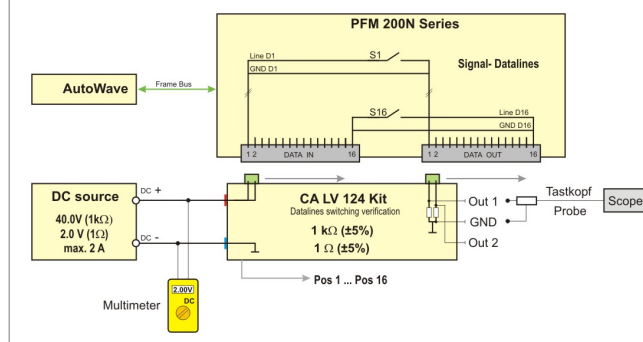 PFM 200N Series
Line D1
S1
GND D1
Signal- Datalines
AutoWave
Frame Bus
S16
Line D16
GND D16
1 2 DATA IN 16
1 2 DATA OUT 16
DC source
DC +
40.0V (1kΩ)
2.0 V (1Ω)
max. 2 A
DC -
CA LV 124 Kit
Datalines switching verification
1 kΩ (±5%)
1 Ω (±5%)
Out 1
GND
Out 2
Tastkopf
Probe
Scope
Pos 1 ... Pos 16
Multimeter
2.00V
DC